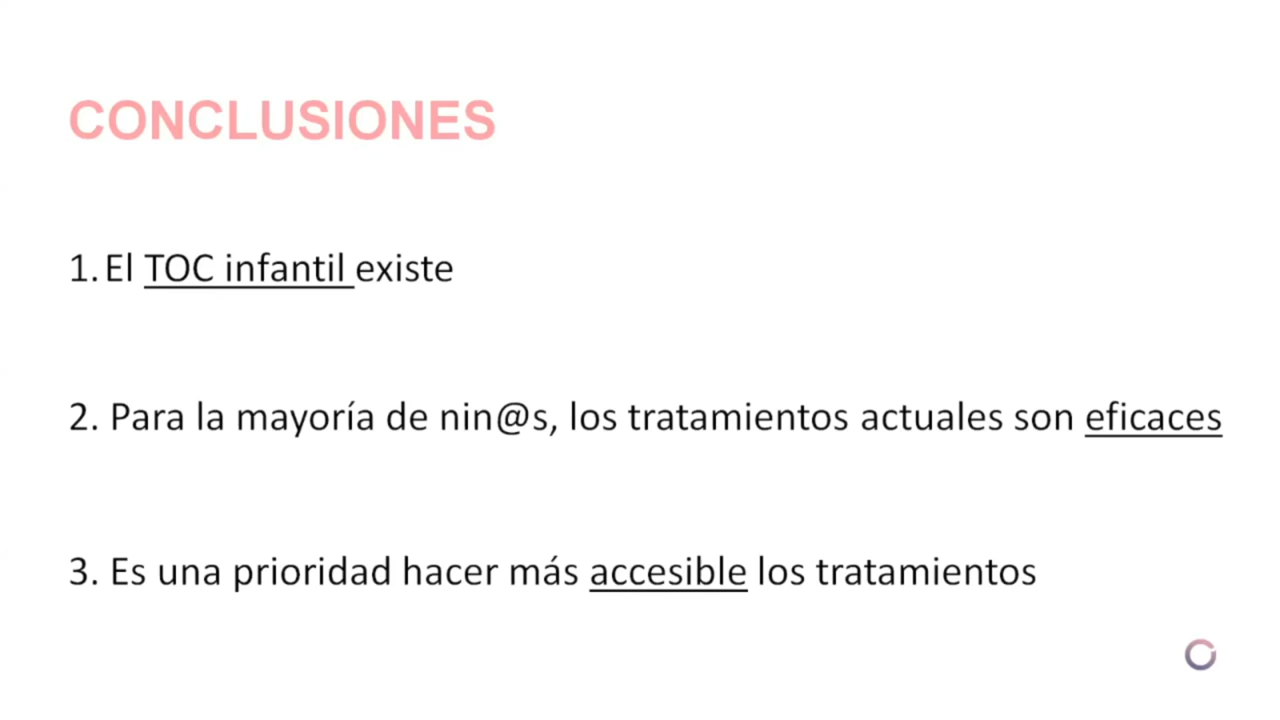 CONCLUSIONES
1. El TOC infantil existe
2. Para la mayoría de nin@s, los tratamientos actuales son eficaces
3. Es una prioridad hacer más accesible los tratamientos